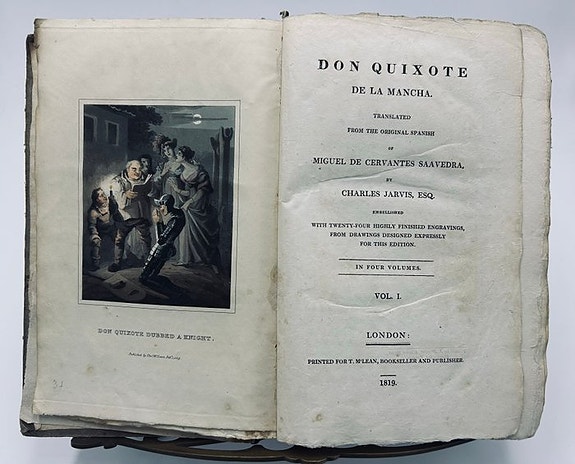 DON QUIXOTE DUBBED A KNIGHT.
DON QUIXOTE
DE LA MANCHA.
TRANSLATED
FROM THE ORIGINAL SPANISH
OF
MIGUEL DE CERVANTES SAAVEDRA,
BY
CHARLES JARVIS, ESQ.
EMBELLISHED
WITH TWENTY-FOUR HIGHLY FINISHED ENGRAVINGS,
FROM DRAWINGS DESIGNED EXPRESSLY
FOR THIS EDITION.
IN FOUR VOLUMES.
VOL. I.
LONDON:
PRINTED FOR T. M'LEAN, BOOKSELLER AND PUBLISHER.
1819.